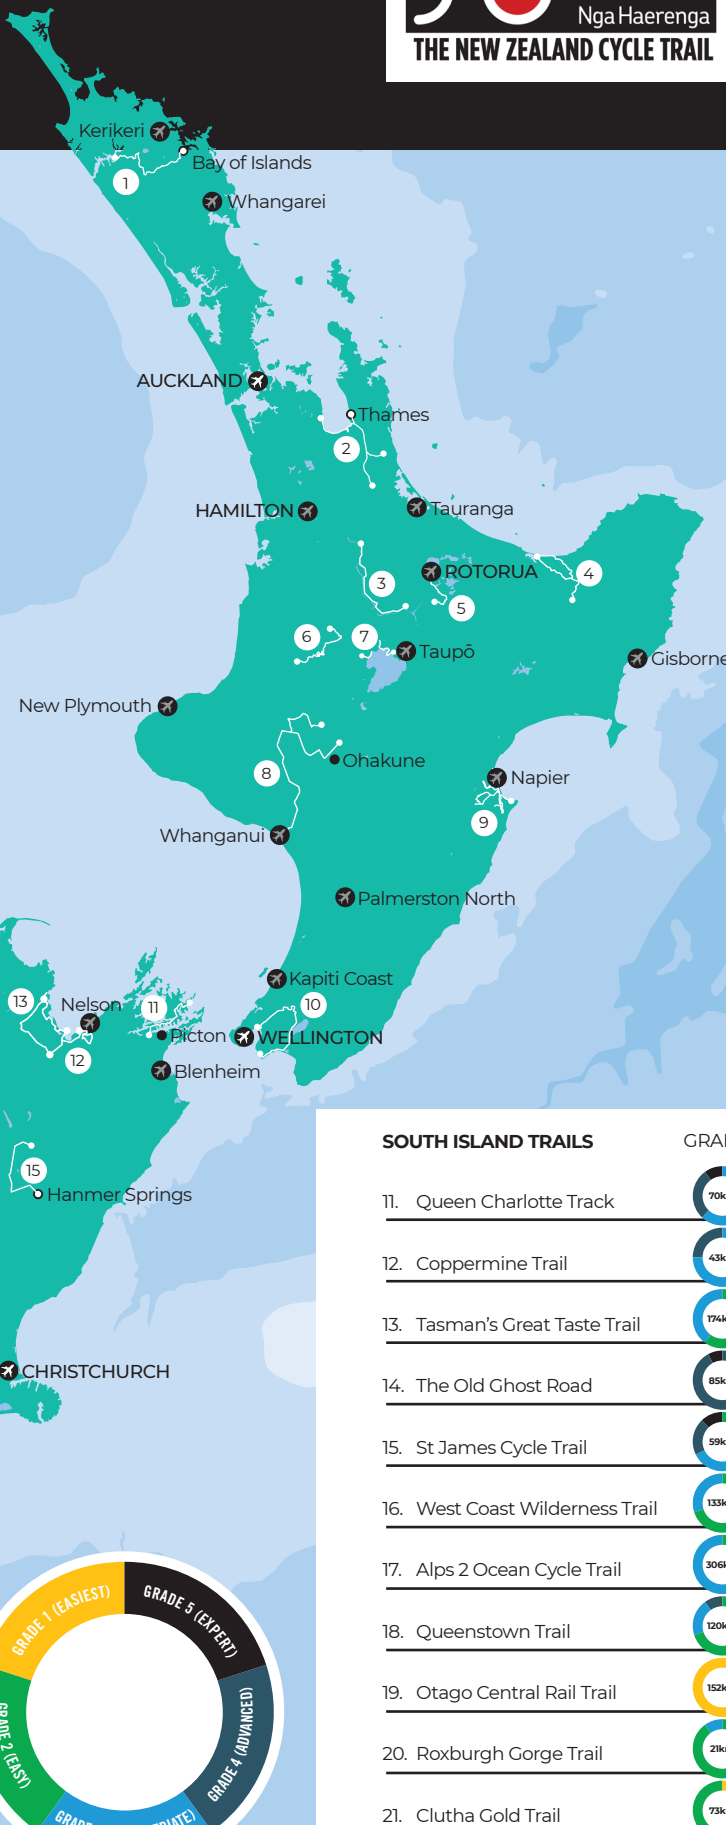 Nga Haerenga
THE NEW ZEALAND CYCLE TRAIL
Kerikeri
Bay of Islands
1
Whangarei
AUCKLAND
Thames
2
HAMILTON
Tauranga
ROTORUA
3
4
5
6
7
Taupō
Gisborne
New Plymouth
Ohakune
8
Napier
9
Whanganui
Palmerston North
Kapiti Coast
13
Nelson
11
10
Picton
WELLINGTON
12
Blenheim
15
Hanmer Springs
CHRISTCHURCH
SOUTH ISLAND TRAILS
11. Queen Charlotte Track
12. Coppermine Trail
13. Tasman's Great Taste Trail
14. The Old Ghost Road
15. St James Cycle Trail
16. West Coast Wilderness Trail
17. Alps 2 Ocean Cycle Trail
18. Queenstown Trail
19. Otago Central Rail Trail
20. Roxburgh Gorge Trail
21. Clutha Gold Trail
GRAD
70k
43k
174k
85k
59k
133k
306k
120k
152k
21k
73k
GRADE 1 (EASIEST)
GRADE 5 (EXPERT)
GRADE 4 (ADVANCED)
GRADE 2 (EASY)